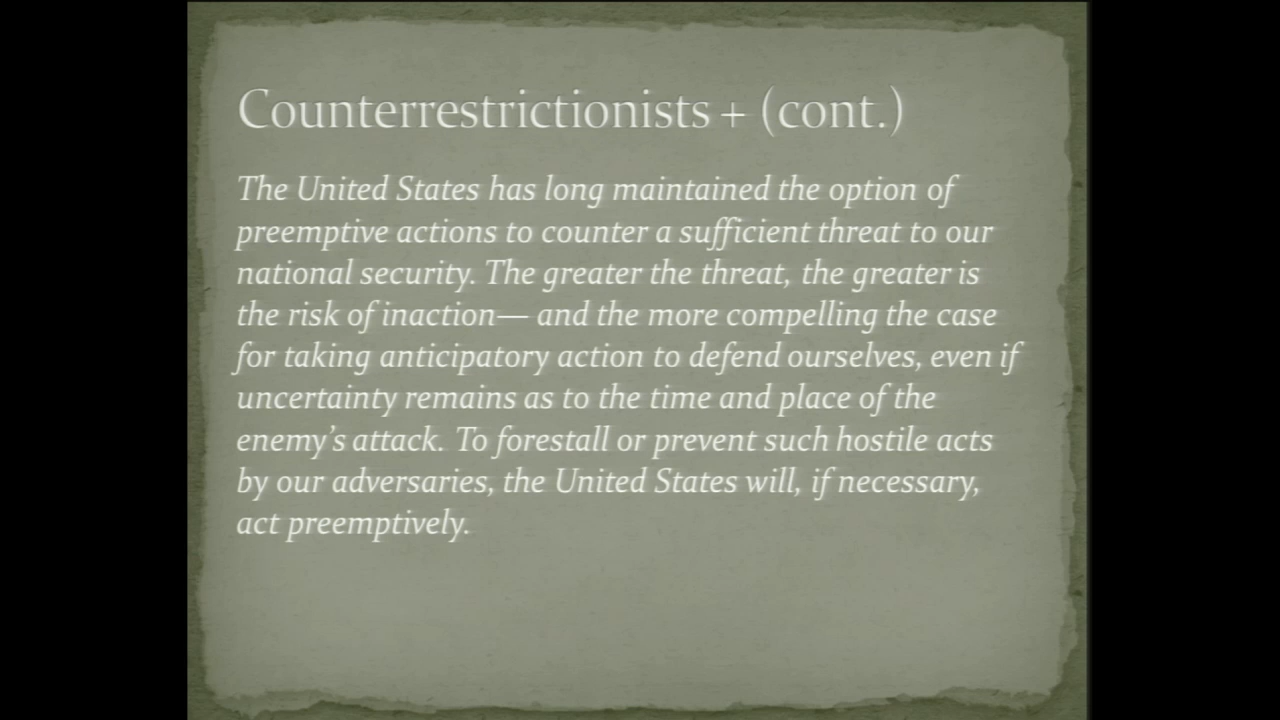 Counterrestrictionists + (cont.)
The United States has long maintained the option of
preemptive actions to counter a sufficient threat to our
national security. The greater the threat, the greater is
the risk of inaction— and the more compelling the case
for taking anticipatory action to defend ourselves, even if
uncertainty remains as to the time and place of the
enemy’s attack. To forestall or prevent such hostile acts
by our adversaries, the United States will, if necessary,
act preemptively.